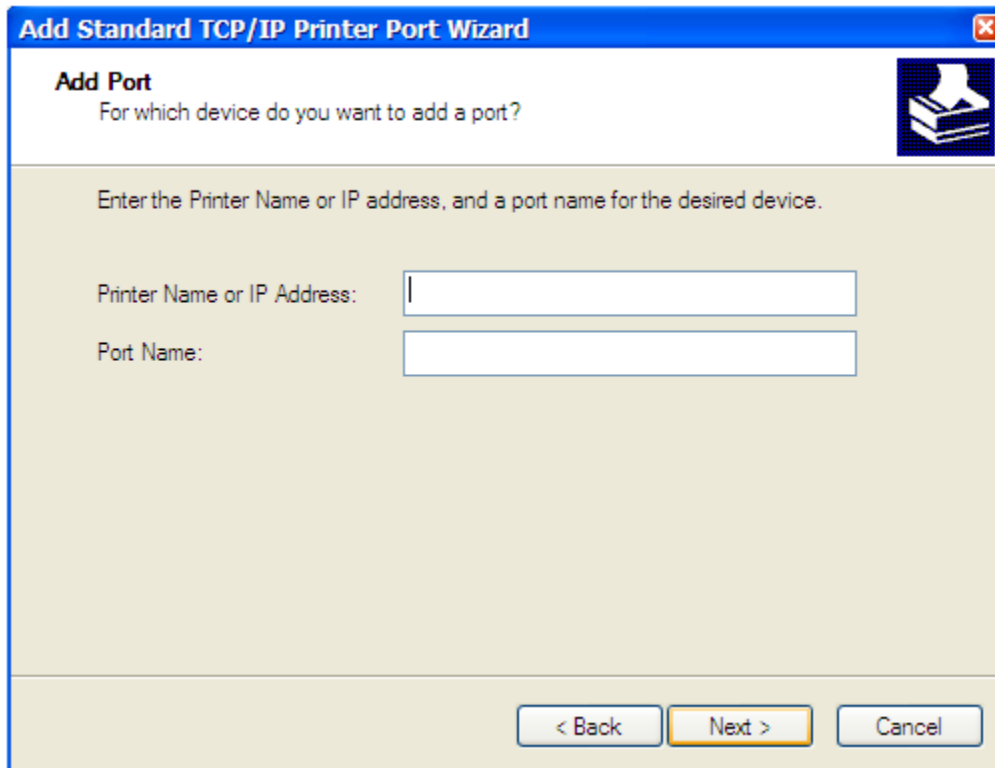 Add Standard TCP/IP Printer Port Wizard
Add Port
For which device do you want to add a port?
Enter the Printer Name or IP address, and a port name for the desired device.
Printer Name or IP Address:
Port Name:
< Back Next > Cancel